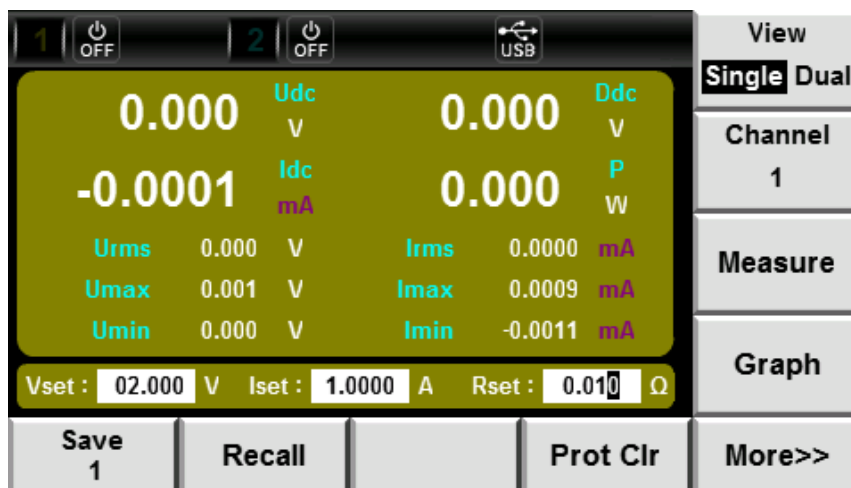 1 OFF 2 OFF USB
View
Single Dual
0.000 Udc V 0.000 Ddc V
Channel
1
-0.0001 Idc mA 0.000 P W
Urms 0.000 V Irms 0.0000 mA
Measure
Umax 0.001 V Imax 0.0009 mA
Umin 0.000 V Imin -0.0011 mA
Graph
Vset : 02.000 V Iset : 1.0000 A Rset : 0.010 Ω
Save
1
Recall
Prot Clr
More>>